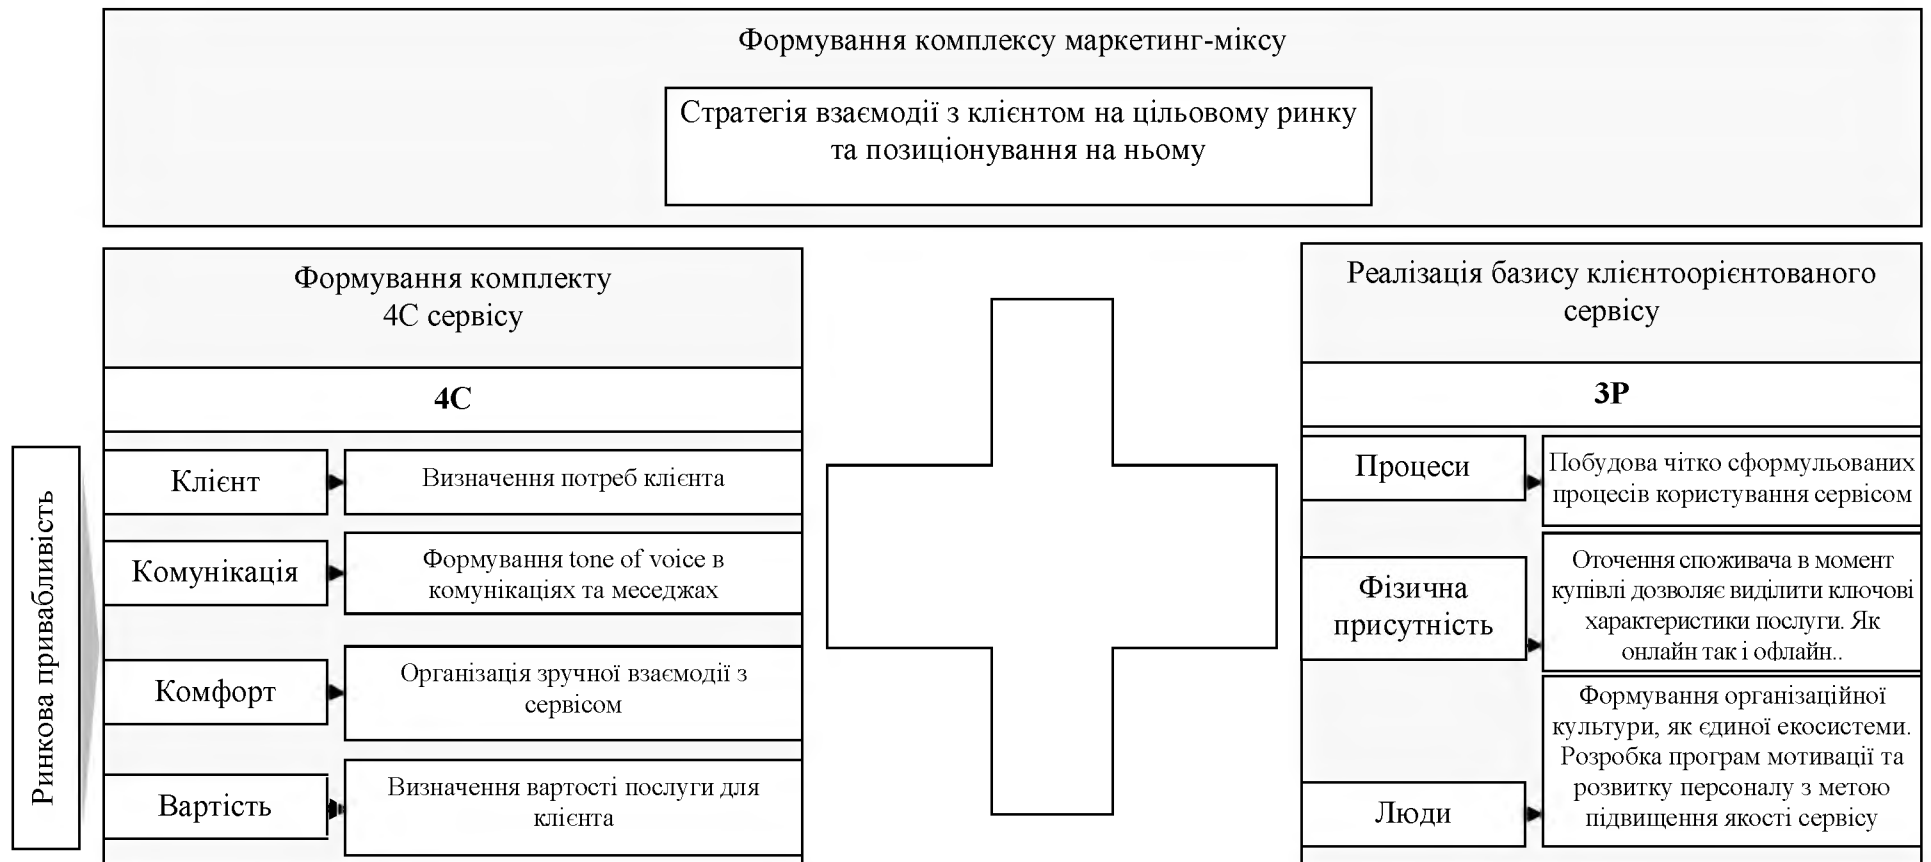 Формування комплексу маркетинг-міксу
Стратегія взаємодії з клієнтом на цільовому ринку
та позиціонування на ньому
Формування комплекту
4С сервісу
4С
Ринкова привабливість
Клієнт
Визначення потреб клієнта
Комунікація
Формування tone of voice в
комунікаціях та меседжах
Комфорт
Організація зручної взаємодії з
сервісом
Вартість
Визначення вартості послуги для
клієнта
Реалізація базису клієнтоорієнтованого
сервісу
3Р
Процеси
Побудова чітко сформульованих
процесів користування сервісом
Фізична
присутність
Оточення споживача в момент
купівлі дозволяє виділити ключові
характеристики послуги. Як
онлайн так і офлайн..
Люди
Формування організаційної
культури, як єдиної екосистеми.
Розробка програм мотивації та
розвитку персоналу з метою
підвищення якості сервісу